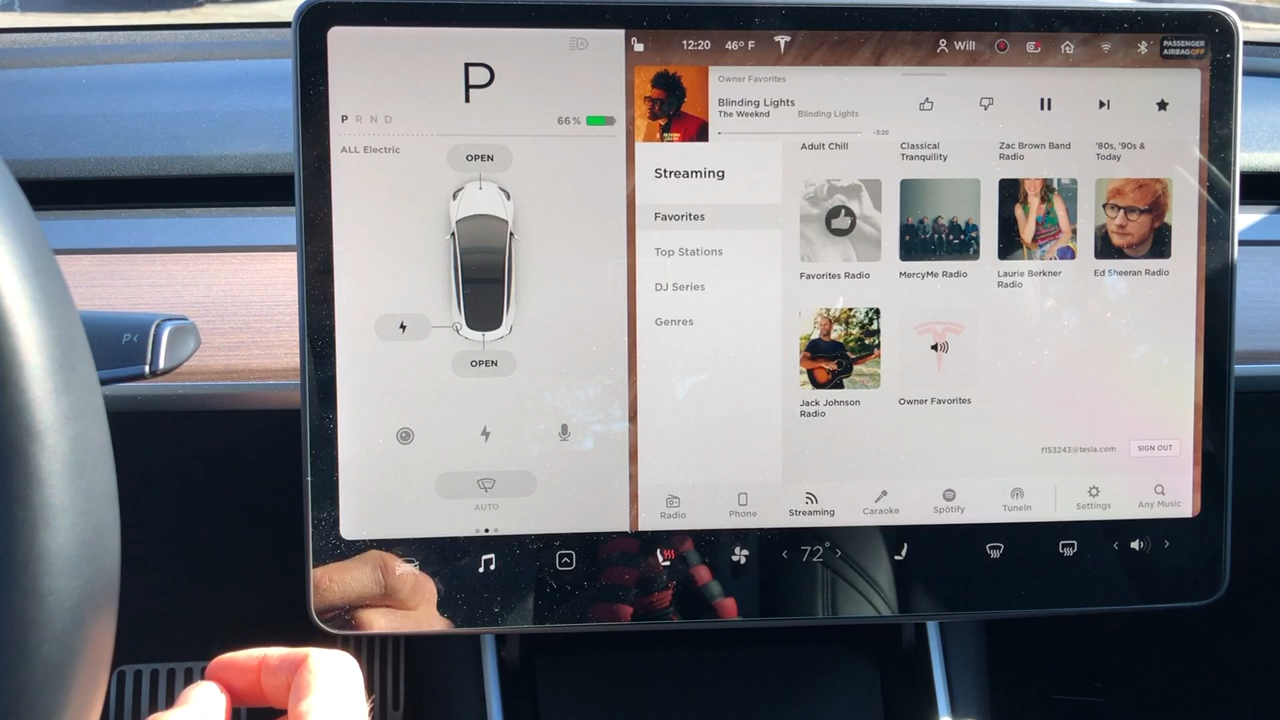 P
P R N D
66 %
ALL Electric
OPEN
OPEN
AUTO
12:20 46° F
Will
PASSENGER
AIRBAG OFF
Owner Favorites
Blinding Lights
The Weeknd
Blinding Lights
-3:20
Streaming
Favorites
Top Stations
DJ Series
Genres
Adult Chill
Classical
Tranquility
Zac Brown Band
Radio
'80s, '90s &
Today
Favorites Radio
MercyMe Radio
Laurie Berkner
Radio
Ed Sheeran Radio
Jack Johnson
Radio
Owner Favorites
f153243@tesla.com
SIGN OUT
Radio
Phone
Streaming
Caraoke
Spotify
TuneIn
Settings
Any Music
72°
P<